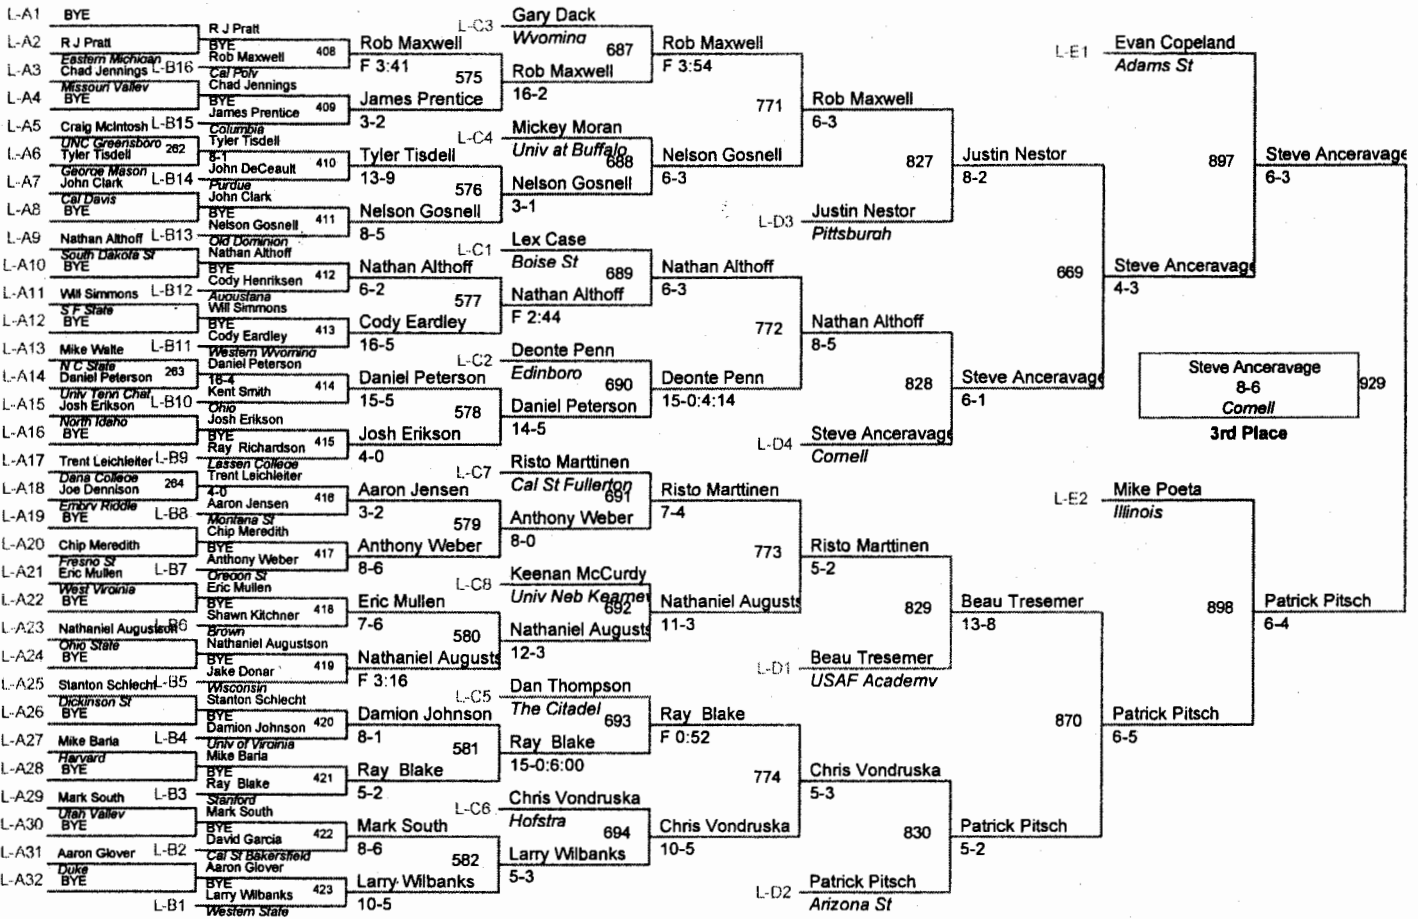 L-A1 BYE
L-A2 R J Pratt
Eastern Michigan
L-A3 Chad Jennings
Missouri Valley
L-A4 BYE
L-A5 Craig McIntosh
UNC Greensboro 262
L-A6 Tyler Tisdell
George Mason
L-A7 John Clark
Cal Davis
L-A8 BYE
L-A9 Nathan Althoff
South Dakota St
L-A10 BYE
L-A11 Will Simmons
S F State
L-A12 BYE
L-A13 Mike Waite
N C State 263
L-A14 Daniel Peterson
Univ Tenn Chat
L-A15 Josh Erikson
North Idaho
L-A16 BYE
L-A17 Trent Leichleiter
Dana College 264
L-A18 Joe Dennison
Embry Riddle
L-A19 BYE
L-A20 Chip Meredith
Fresno St
L-A21 Eric Mullen
West Virginia
L-A22 BYE
L-A23 Nathaniel Augustson
Ohio State
L-A24 BYE
L-A25 Stanton Schlecht
Dickinson St
L-A26 BYE
L-A27 Mike Baria
Harvard
L-A28 BYE
L-A29 Mark South
Utah Valley
L-A30 BYE
L-A31 Aaron Glover
Duke
L-A32 BYE
R J Pratt
BYE 408
L-B16 Rob Maxwell
Cal Poly
Chad Jennings
BYE 409
James Prentice
L-B15 Columbia
Tyler Tisdell
8-1 410
John DeCeault
L-B14 Purdue
John Clark
BYE 411
Nelson Gosnell
L-B13 Old Dominion
Nathan Althoff
BYE 412
Cody Henriksen
L-B12 Augustana
Will Simmons
BYE 413
Cody Eardley
L-B11 Western Wyoming
Daniel Peterson
16-4 414
Kent Smith
L-B10 Ohio
Josh Erikson
BYE 415
Ray Richardson
L-B9 Lassen College
Trent Leichleiter
4-0 416
Aaron Jensen
L-B8 Montana St
Chip Meredith
BYE 417
Anthony Weber
L-B7 Oregon St
Eric Mullen
BYE 418
Shawn Kitchner
L-B6 Brown
Nathaniel Augustson
BYE 419
Jake Donar
L-B5 Wisconsin
Stanton Schlecht
BYE 420
Damion Johnson
L-B4 Univ of Virginia
Mike Baria
BYE 421
Ray Blake
L-B3 Stanford
Mark South
BYE 422
David Garcia
L-B2 Cal St Bakersfield
Aaron Glover
BYE 423
Larry Wilbanks
L-B1 Western State
Rob Maxwell
F 3:41 575
James Prentice
3-2
Tyler Tisdell
13-9 576
Nelson Gosnell
8-5
Nathan Althoff
6-2 577
Cody Eardley
16-5
Daniel Peterson
15-5 578
Josh Erikson
4-0
Aaron Jensen
3-2 579
Anthony Weber
8-6
Eric Mullen
7-6 580
Nathaniel Augusts
F 3:16
Damion Johnson
8-1 581
Ray Blake
5-2
Mark South
8-6 582
Larry Wilbanks
10-5
L-C3 Gary Dack
Wyoming 687
Rob Maxwell
16-2
L-C4 Mickey Moran
Univ at Buffalo 688
Nelson Gosnell
3-1
L-C1 Lex Case
Boise St 689
Nathan Althoff
F 2:44
L-C2 Deonte Penn
Edinboro 690
Daniel Peterson
14-5
L-C7 Risto Marttinen
Cal St Fullerton 691
Anthony Weber
8-0
L-C8 Keenan McCurdy
Univ Neb Kearney 692
Nathaniel Augusts
12-3
L-C5 Dan Thompson
The Citadel 693
Ray Blake
15-0:6:00
L-C6 Chris Vondruska
Hofstra 694
Larry Wilbanks
5-3
Rob Maxwell
F 3:54
771
Nelson Gosnell
6-3
Nathan Althoff
6-3
772
Deonte Penn
15-0:4:14
Risto Marttinen
7-4
773
Nathaniel Augusts
11-3
Ray Blake
F 0:52
774
Chris Vondruska
10-5
Rob Maxwell
6-3
827
L-D3 Justin Nestor
Pittsburgh
Nathan Althoff
8-5
828
L-D4 Steve Anceravage
Cornell
Risto Marttinen
5-2
829
L-D1 Beau Tresemer
USAF Academy
Chris Vondruska
5-3
830
L-D2 Patrick Pitsch
Arizona St
Justin Nestor
8-2
669
Steve Anceravage
6-1
Beau Tresemer
13-8
870
Patrick Pitsch
5-2
L-E1 Evan Copeland
Adams St
897
Steve Anceravage
4-3
L-E2 Mike Poeta
Illinois
898
Patrick Pitsch
6-5
Steve Anceravage
6-3
Patrick Pitsch
6-4
Steve Anceravage
8-6 929
Cornell
3rd Place